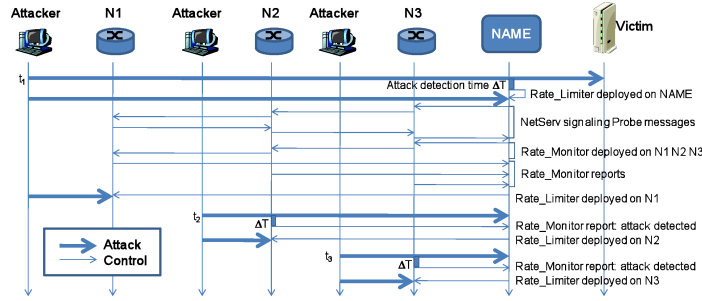 Attacker N1 Attacker N2 Attacker N3 Victim
NAME
t1
Attack detection time ΔT
Rate_Limiter deployed on NAME
NetServ signaling Probe messages
Rate_Monitor deployed on N1 N2 N3
Rate_Monitor reports
Rate_Limiter deployed on N1
t2
ΔT
Rate_Monitor report: attack detected
Rate_Limiter deployed on N2
t3
ΔT
Rate_Monitor report: attack detected
Rate_Limiter deployed on N3
Attack
Control